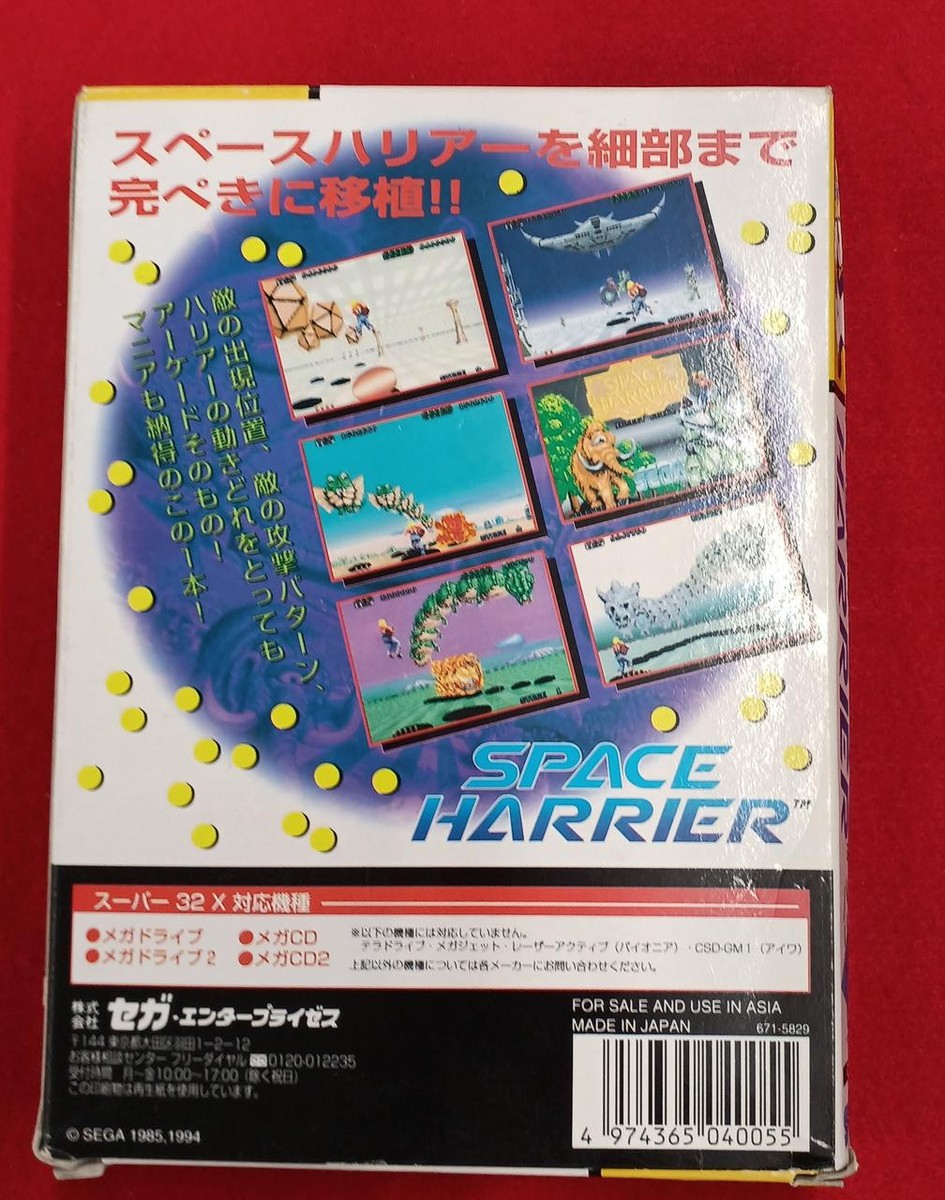 スペースハリアーを細部まで
完ぺきに移植!!
敵の出現位置、敵の攻撃パターン、
ハリアーの動きどれをとっても
アーケードそのもの！
マニアも納得のこの1本！
SPACE
HARRIER
SPACE
HARRIER™
スーパー 32 X 対応機種
●メガドライブ ●メガCD
●メガドライブ2 ●メガCD2
※以下の機種には対応していません。
テラドライブ・メガジェット・レーザーアクティブ（パイオニア）・CSD-GM1（アイワ）
上記以外の機種については各メーカーにお問い合わせください。
株式会社 セガ・エンタープライゼス
〒144 東京都大田区羽田1-2-12
お客様相談センター フリーダイヤル 0120-012235
受付時間 月～金10:00～17:00（除く祝日）
この印刷物は再生紙を使用しています。
© SEGA 1985,1994
FOR SALE AND USE IN ASIA
MADE IN JAPAN 671-5829
4 974365 040055
HARRIER